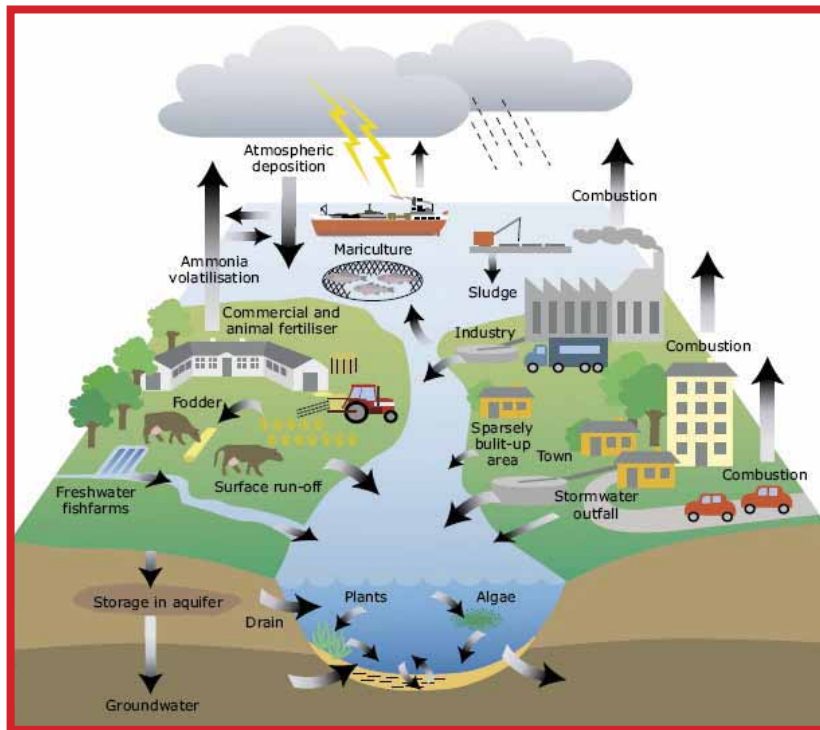 Atmospheric
deposition
Combustion
Ammonia
volatilisation
Mariculture
Sludge
Commercial and
animal fertiliser
Industry
Combustion
Fodder
Sparsely
bulit-up
area
Town
Combustion
Freshwater
fishfarms
Surface run-off
Stormwater
outfall
Storage in aquifer
Drain
Plants
Algae
Groundwater